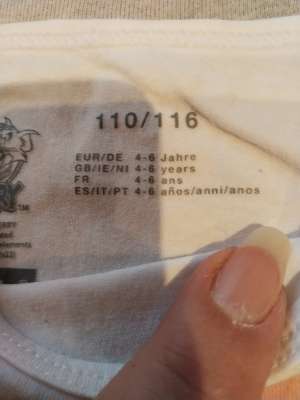 110/116
EUR/DE 4-6 Jahre
GB/IE/NI 4-6 years
FR 4-6 ans
ES/IT/PT 4-6 años/anni/anos
TM